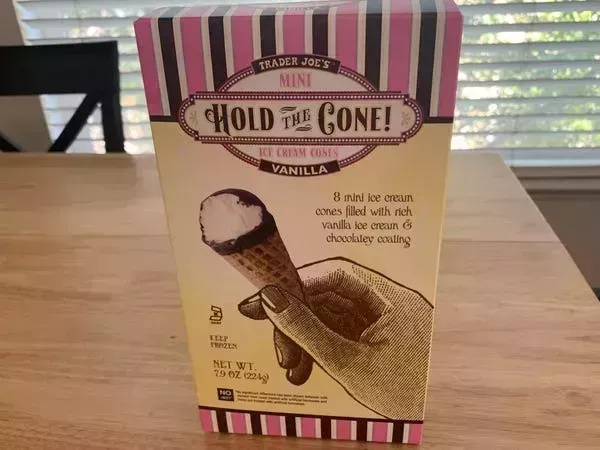 TRADER JOE'S
MINI
HOLD THE CONE!
ICE CREAM CONES
VANILLA
8 mini ice cream
cones filled with rich
vanilla ice cream &
chocolatey coating
KEEP
FROZEN
NET WT.
7.9 OZ (224g)
NO